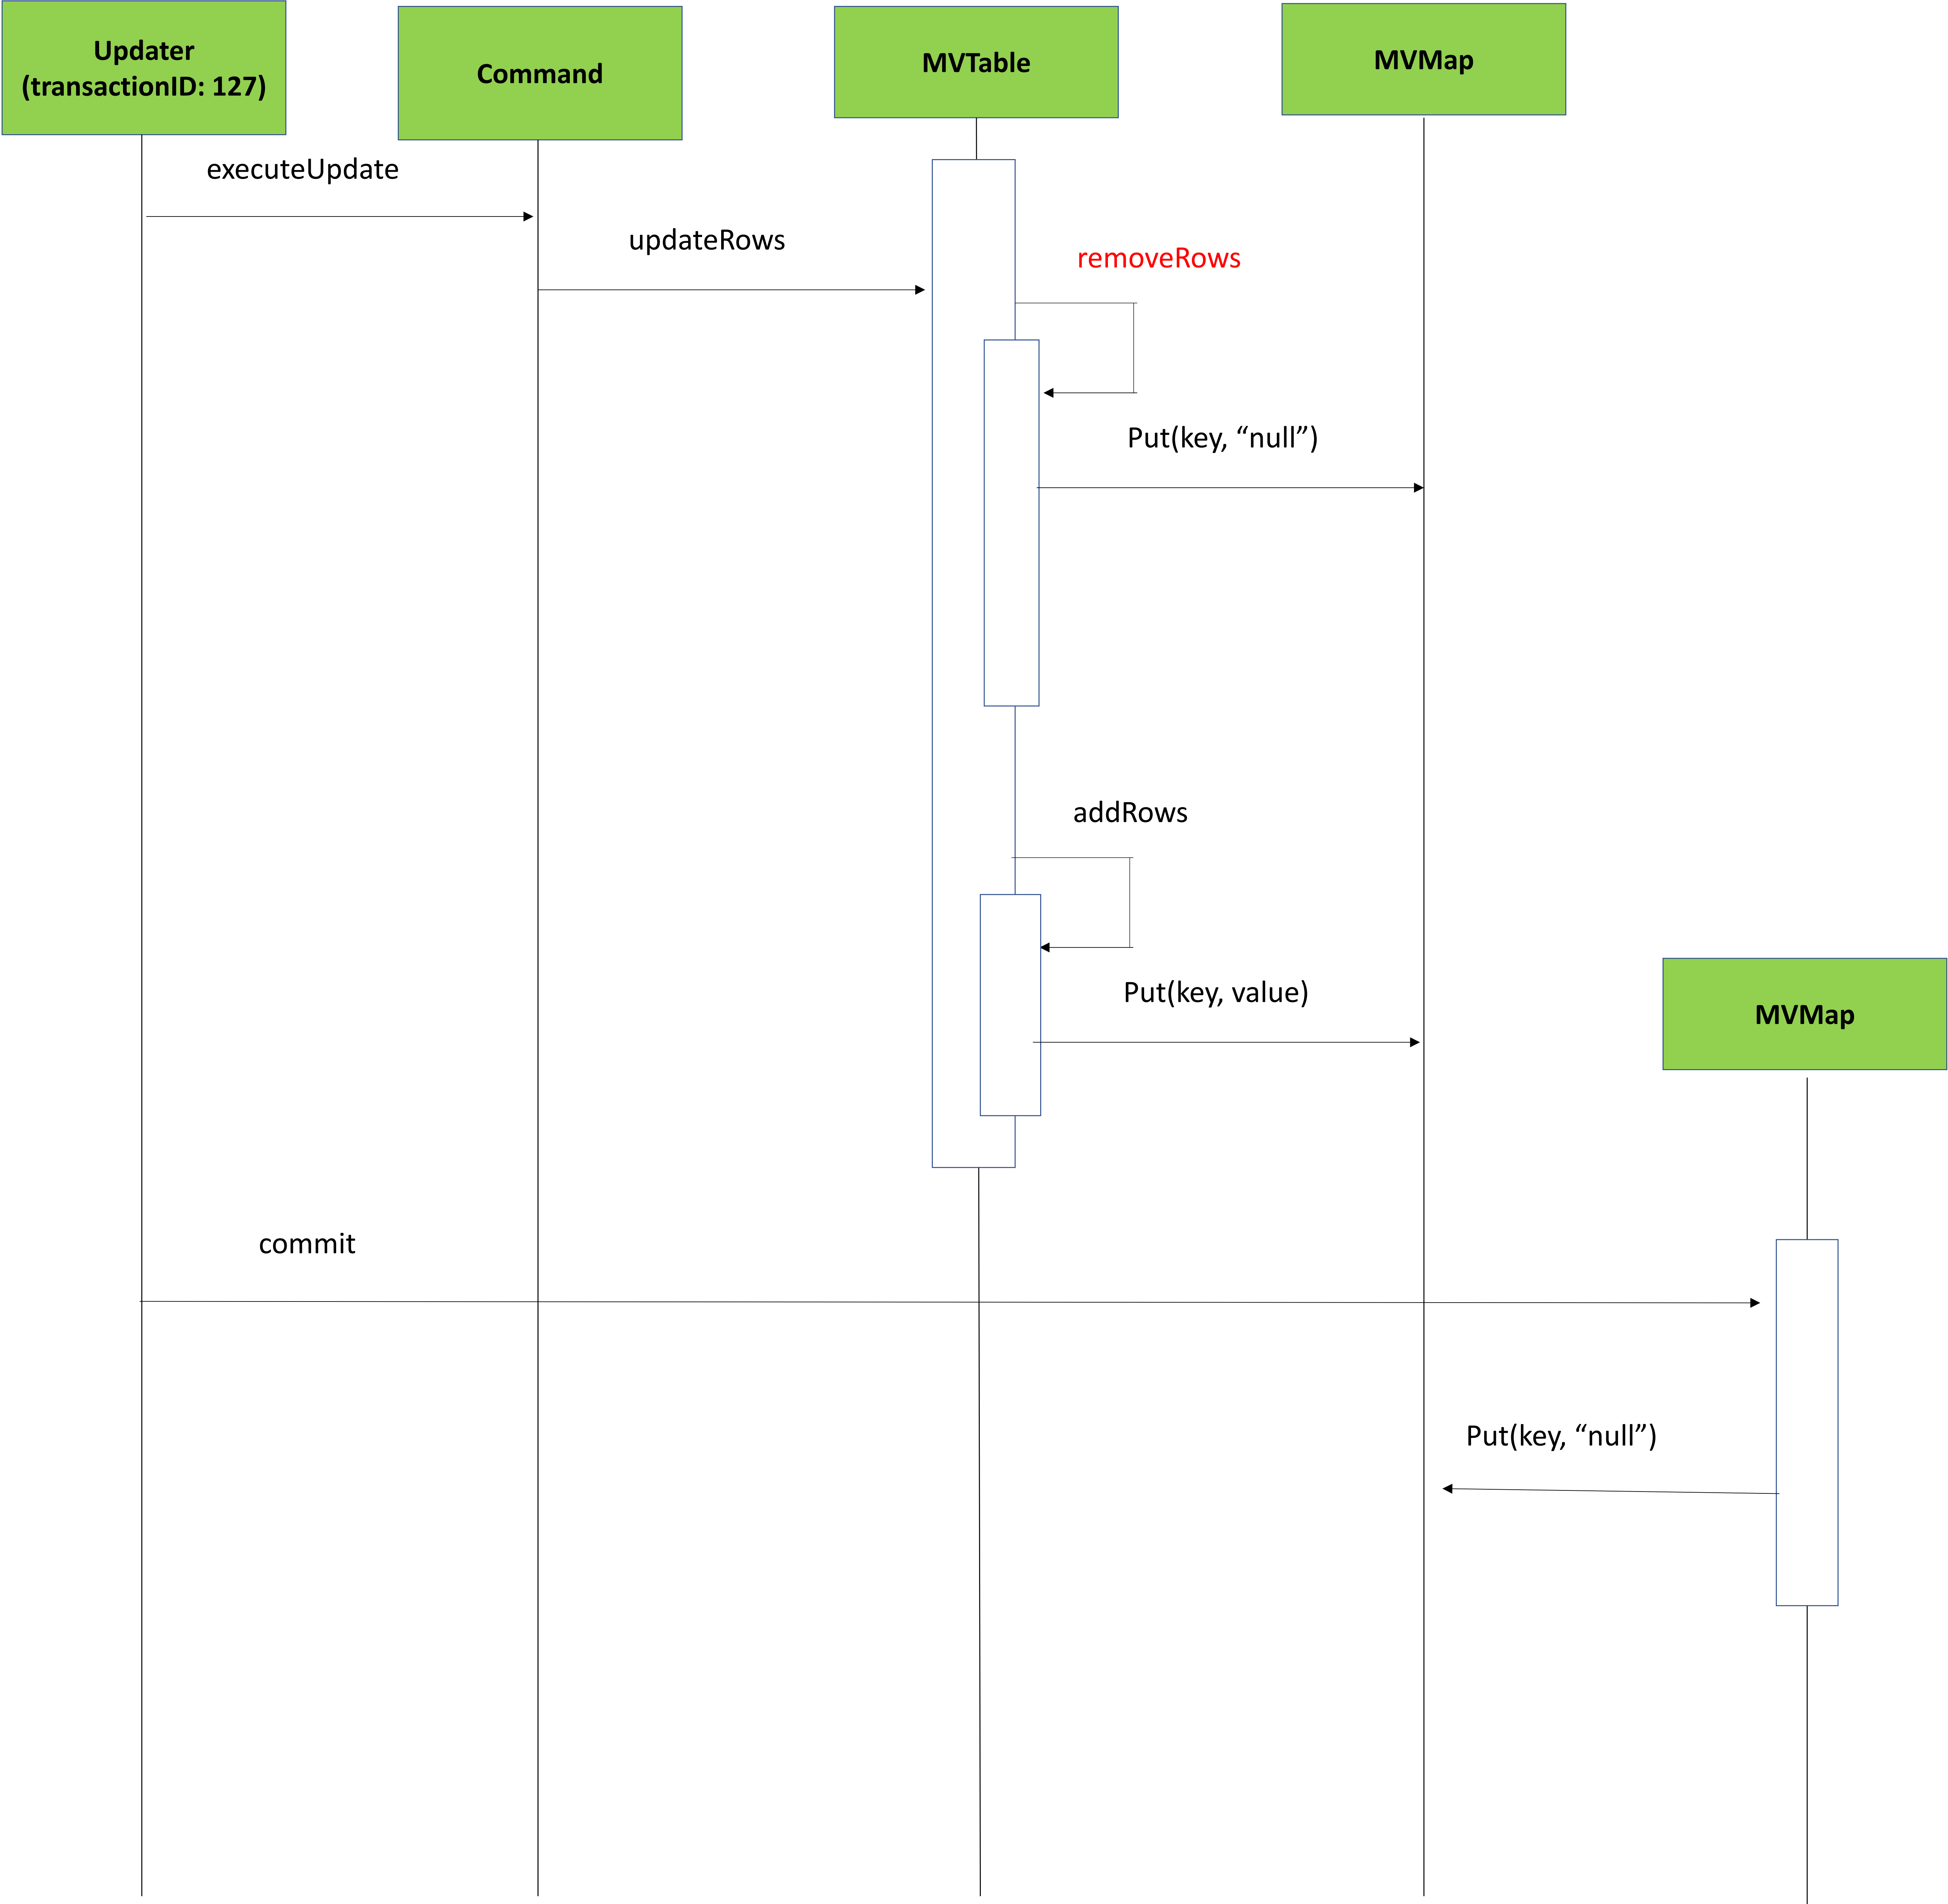 Updater
(transactionID: 127)
Command
MVTable
MVMap
executeUpdate
updateRows
removeRows
Put(key, “null”)
addRows
Put(key, value)
MVMap
commit
Put(key, “null”)